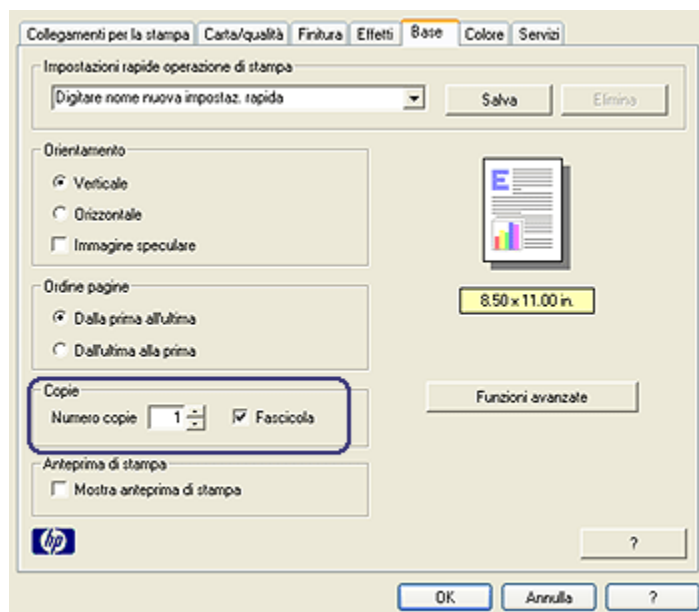 Collegamenti per la stampa Carta/qualità Finitura Effetti Base Colore Servizi
Impostazioni rapide operazione di stampa
Digitare nome nuova impostaz. rapida Salva Elimina
Orientamento
Verticale
Orizzontale
Immagine speculare
E
Ordine pagine
8.50 x 11.00 in.
Dalla prima all'ultima
Dall'ultima alla prima
Copie
Numero copie 1 Fascicola
Funzioni avanzate
Anteprima di stampa
Mostra anteprima di stampa
hp ?
OK Annulla ?